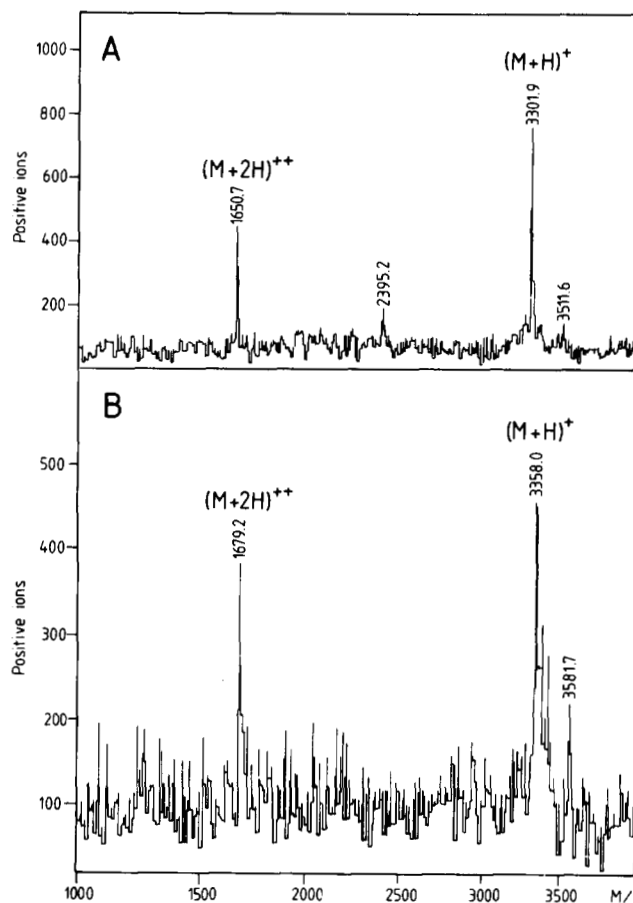 A
(M+H)+
3301.9
(M+2H)++
1650.7
2395.2
3511.6
Positive ions
1000
800
600
400
200
B
(M+H)+
3358.0
(M+2H)++
1679.2
3581.7
Positive ions
500
400
300
200
100
1000 1500 2000 2500 3000 3500 M/